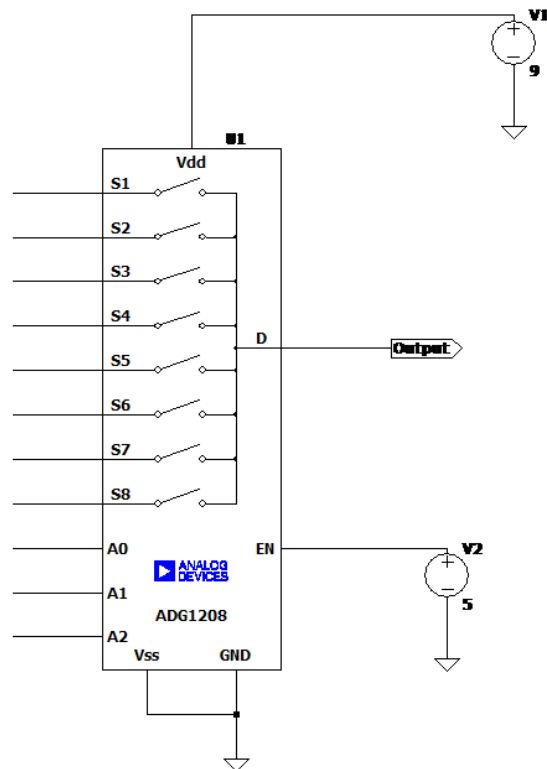 V1
9
U1
Vdd
S1
S2
S3
S4
D
Output
S5
S6
S7
S8
A0
EN
V2
ANALOG
DEVICES
A1
5
ADG1208
A2
Vss
GND